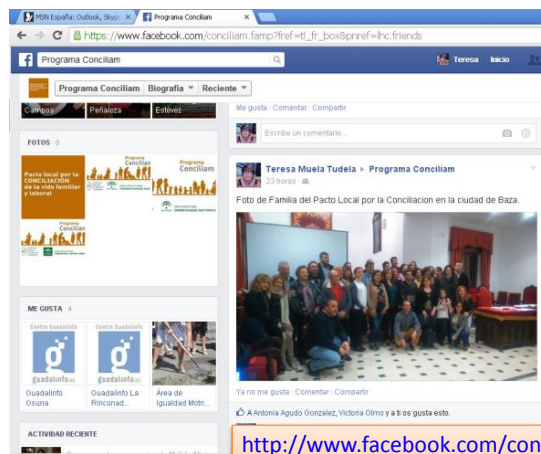 MSN España: Outlook, Skyp
Programa Conciliam
https://www.facebook.com/conciliam.famp?fref=tl_fr_box&pnref=lhc.friends
Programa Conciliam
Teresa
Inicio
Programa Conciliam
Biografía
Reciente
Campos
Peñaloza
Estévez
Me gusta · Comentar · Compartir
Escribe un comentario...
FOTOS · 8
Pacto local por la
CONCILIACIÓN
de la vida familiar
y laboral
Programa
Conciliam
Programa
Conciliam
Programa
Conciliam
Teresa Muela Tudela ▸ Programa Conciliam
23 horas
Foto de Familia del Pacto Local por la Conciliacion en la ciudad de Baza.
ME GUSTA · 4
Centro Guadalinfo
guadalinfo.es
Guadalinfo
Osuna
Centro Guadalinfo
guadalinfo.es
Guadalinfo La
Rinconad...
Área de
Igualdad Motri...
Ya no me gusta · Comentar · Compartir
A Antonia Agudo Gonzalez, Victoria Olmo y a ti os gusta esto.
ACTIVIDAD RECIENTE
http://www.facebook.com/con